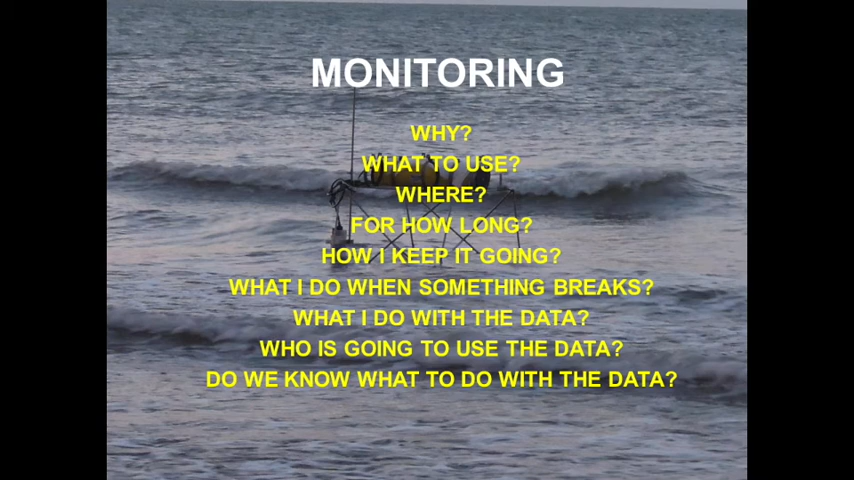 MONITORING
WHY?
WHAT TO USE?
WHERE?
FOR HOW LONG?
HOW I KEEP IT GOING?
WHAT I DO WHEN SOMETHING BREAKS?
WHAT I DO WITH THE DATA?
WHO IS GOING TO USE THE DATA?
DO WE KNOW WHAT TO DO WITH THE DATA?